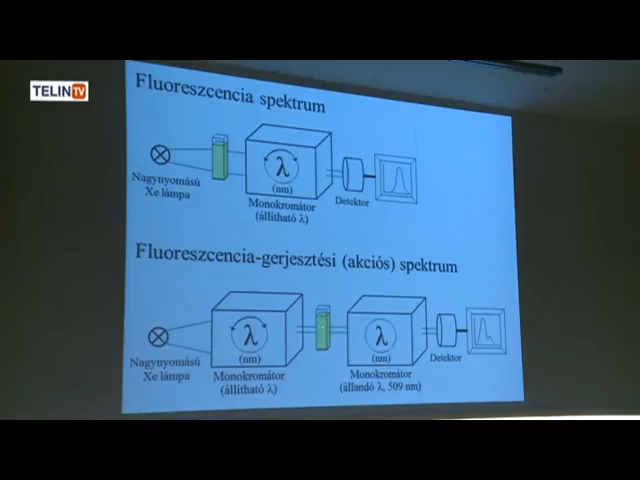 TELIN TV
Fluoreszcencia spektrum
λ
(nm)
Nagynyomású
Xe lámpa
Monokromátor
(állítható λ)
Detektor
Fluoreszcencia-gerjesztési (akciós) spektrum
λ
(nm)
λ
(nm)
Nagynyomású
Xe lámpa
Monokromátor
(állítható λ)
Monokromátor
(állandó λ, 509 nm)
Detektor